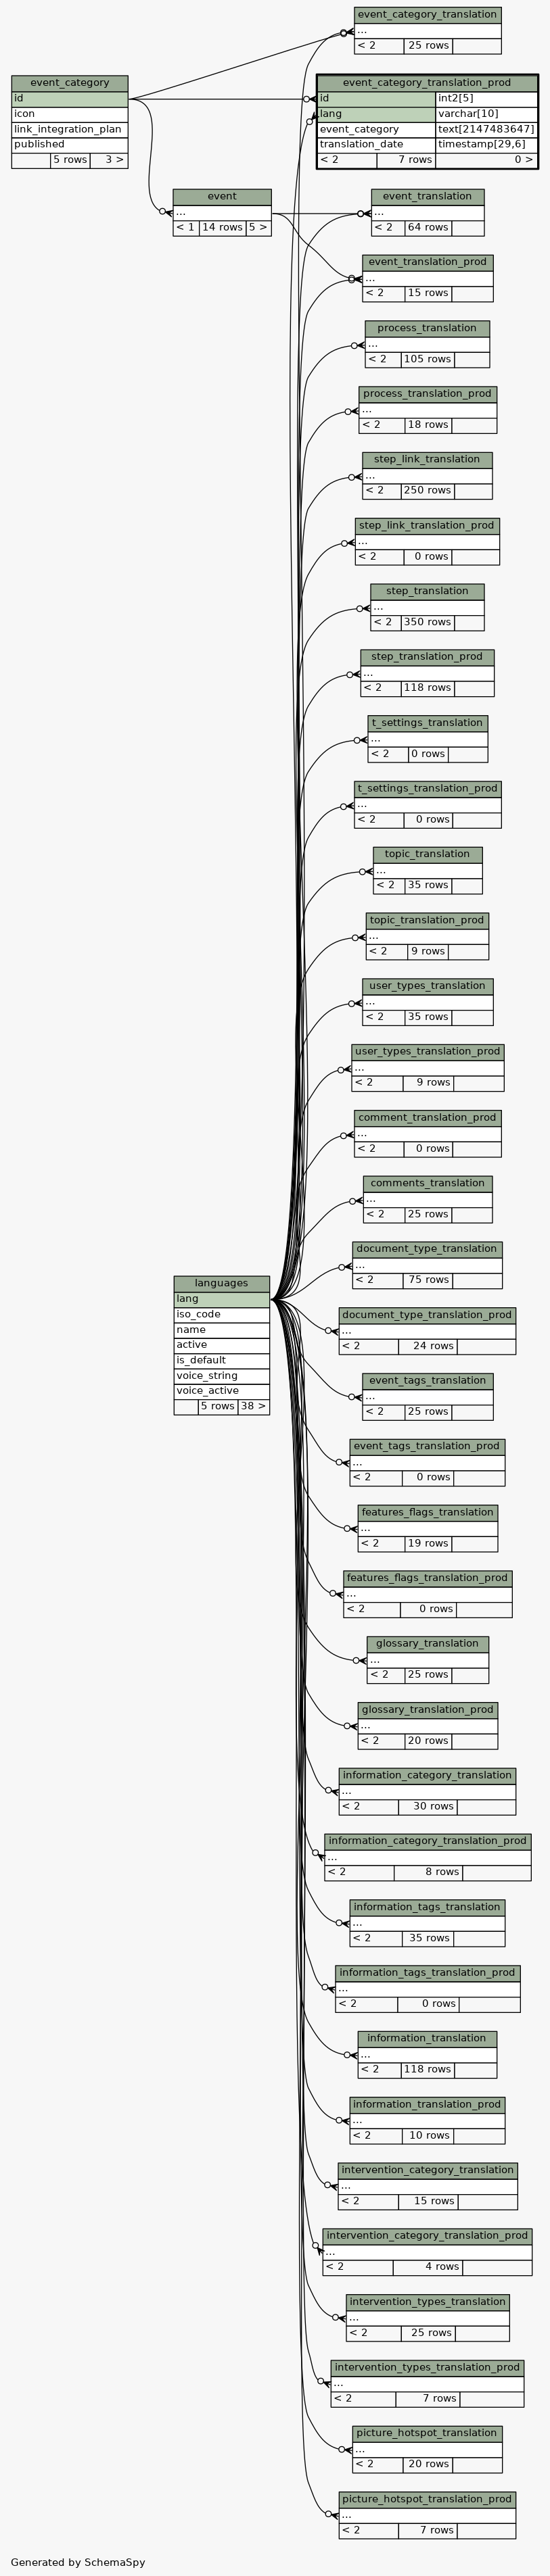 event_category_translation
...
< 2 25 rows
event_category
id
icon
link_integration_plan
published
5 rows 3 >
event_category_translation_prod
id int2[5]
lang varchar[10]
event_category text[2147483647]
translation_date timestamp[29,6]
< 2 7 rows 0 >
event
...
< 1 14 rows 5 >
event_translation
...
< 2 64 rows
event_translation_prod
...
< 2 15 rows
process_translation
...
< 2 105 rows
process_translation_prod
...
< 2 18 rows
step_link_translation
...
< 2 250 rows
step_link_translation_prod
...
< 2 0 rows
step_translation
...
< 2 350 rows
step_translation_prod
...
< 2 118 rows
t_settings_translation
...
< 2 0 rows
t_settings_translation_prod
...
< 2 0 rows
topic_translation
...
< 2 35 rows
topic_translation_prod
...
< 2 9 rows
user_types_translation
...
< 2 35 rows
user_types_translation_prod
...
< 2 9 rows
comment_translation_prod
...
< 2 0 rows
comments_translation
...
< 2 25 rows
document_type_translation
...
< 2 75 rows
languages
lang
iso_code
name
active
is_default
voice_string
voice_active
5 rows 38 >
document_type_translation_prod
...
< 2 24 rows
event_tags_translation
...
< 2 25 rows
event_tags_translation_prod
...
< 2 0 rows
features_flags_translation
...
< 2 19 rows
features_flags_translation_prod
...
< 2 0 rows
glossary_translation
...
< 2 25 rows
glossary_translation_prod
...
< 2 20 rows
information_category_translation
...
< 2 30 rows
information_category_translation_prod
...
< 2 8 rows
information_tags_translation
...
< 2 35 rows
information_tags_translation_prod
...
< 2 0 rows
information_translation
...
< 2 118 rows
information_translation_prod
...
< 2 10 rows
intervention_category_translation
...
< 2 15 rows
intervention_category_translation_prod
...
< 2 4 rows
intervention_types_translation
...
< 2 25 rows
intervention_types_translation_prod
...
< 2 7 rows
picture_hotspot_translation
...
< 2 20 rows
picture_hotspot_translation_prod
...
< 2 7 rows
Generated by SchemaSpy